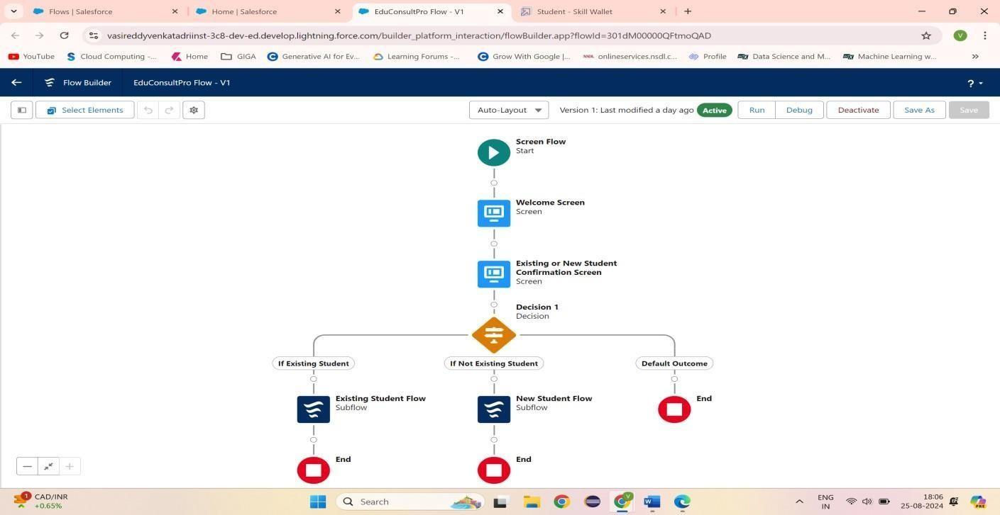 Flows | Salesforce
Home | Salesforce
EduConsultPro Flow - V1
Student - Skill Wallet
vasireddyvenkatadriinst-3c8-dev-ed.develop.lightning.force.com/builder_platform_interaction/flowBuilder.app?flowId=301dM00000QFtmoQAD
V
YouTube
Cloud Computing -...
Home
GIGA
Generative AI for Ev...
Learning Forums -...
Grow With Google |...
NSDL onlineservices.nsdl.c...
Profile
Data Science and M...
Machine Learning w...
Flow Builder
EduConsultPro Flow - V1
?
Select Elements
Auto-Layout
Version 1: Last modified a day ago
Active
Run
Debug
Deactivate
Save As
Save
Screen Flow
Start
Welcome Screen
Screen
Existing or New Student
Confirmation Screen
Screen
Decision 1
Decision
If Existing Student
If Not Existing Student
Default Outcome
Existing Student Flow
Subflow
New Student Flow
Subflow
End
End
End
1
CAD/INR
+0.65%
Search
V
W
ENG
IN
18:06
25-08-2024
PRE